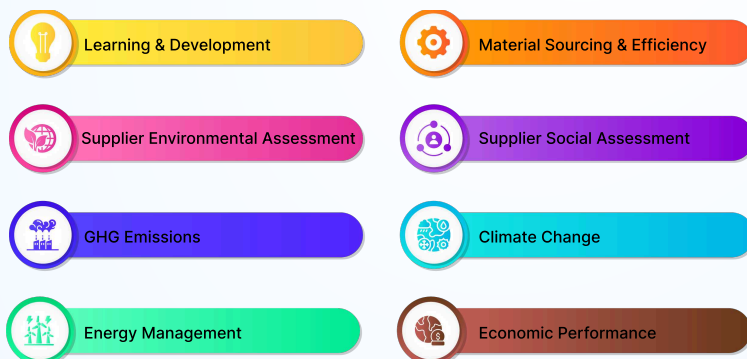 Learning & Development
Material Sourcing & Efficiency
Supplier Environmental Assessment
Supplier Social Assessment
GHG Emissions
Climate Change
Energy Management
Economic Performance